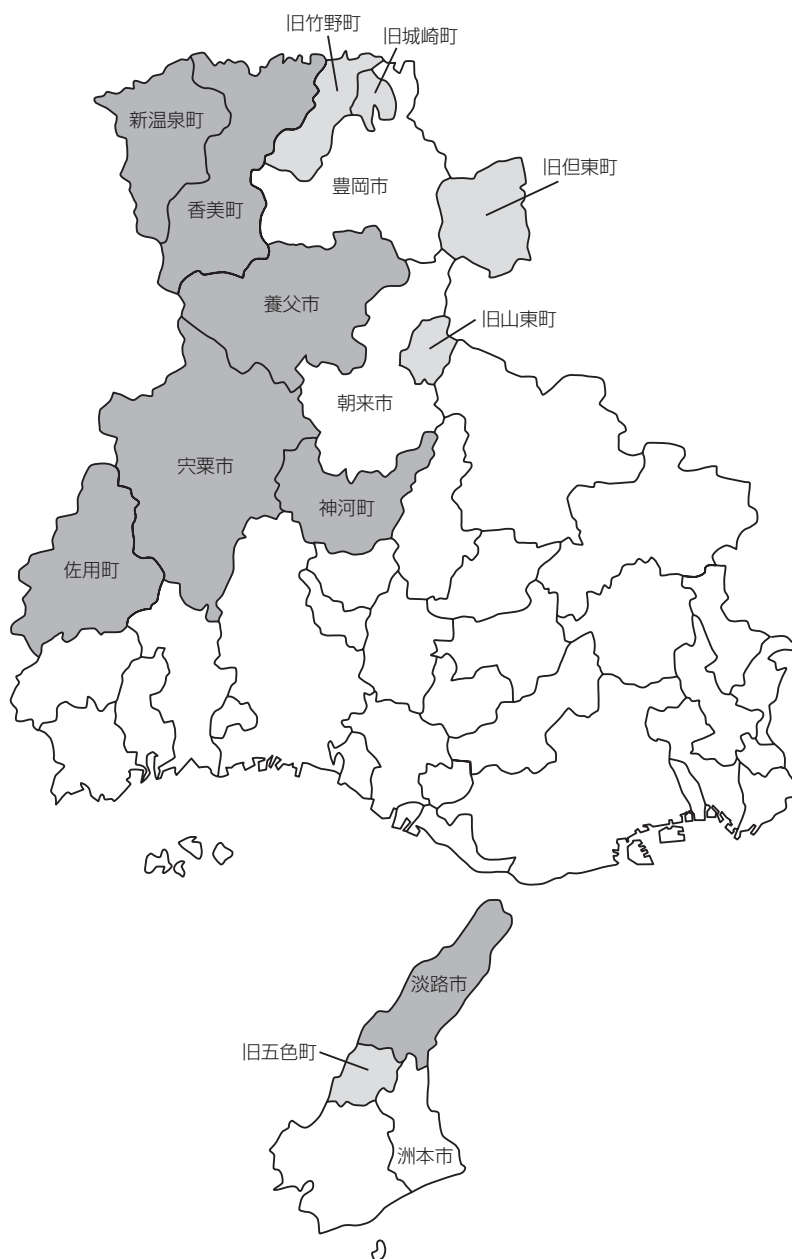 旧竹野町
旧城崎町
新温泉町
旧但東町
豊岡市
香美町
養父市
旧山東町
朝来市
宍粟市
神河町
佐用町
淡路市
旧五色町
洲本市